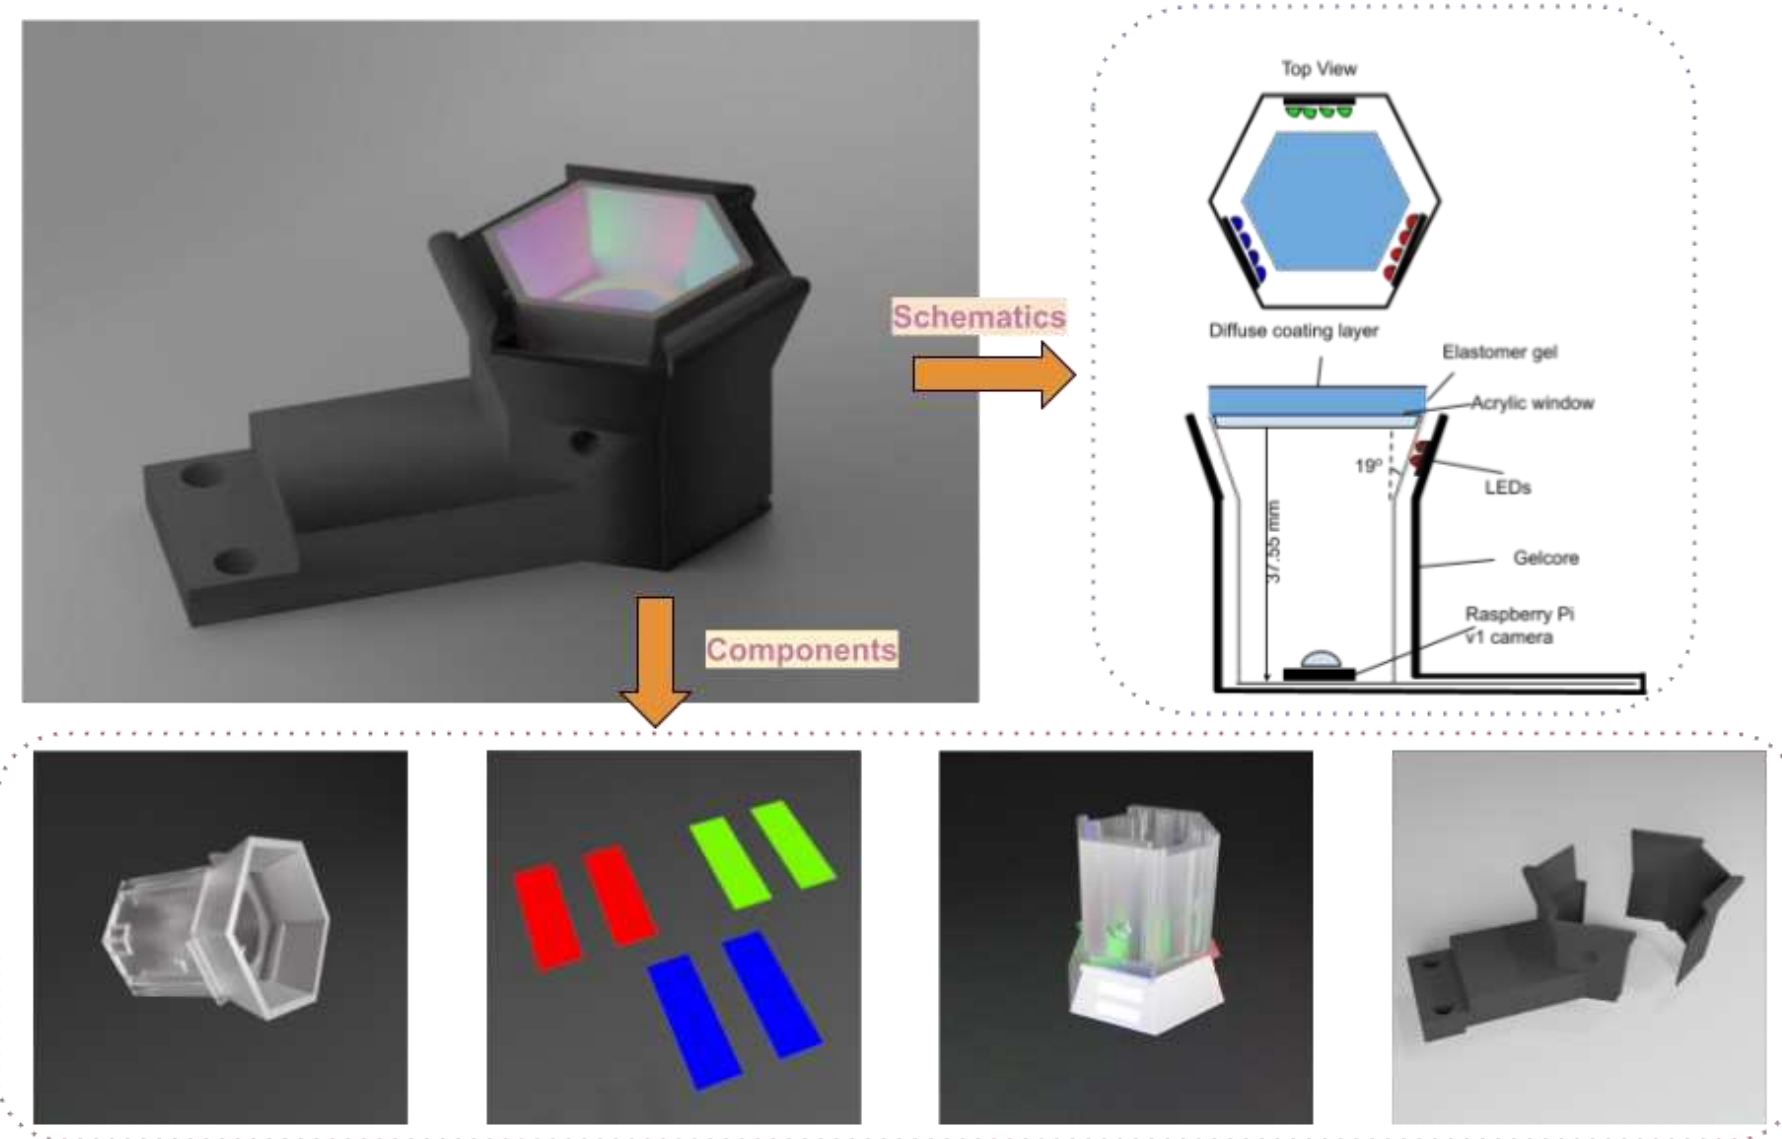 Top View
Schematics
Diffuse coating layer
Elastomer gel
Acrylic window
19º
LEDs
37.55 mm
Gelcore
Raspberry Pi
v1 camera
Components